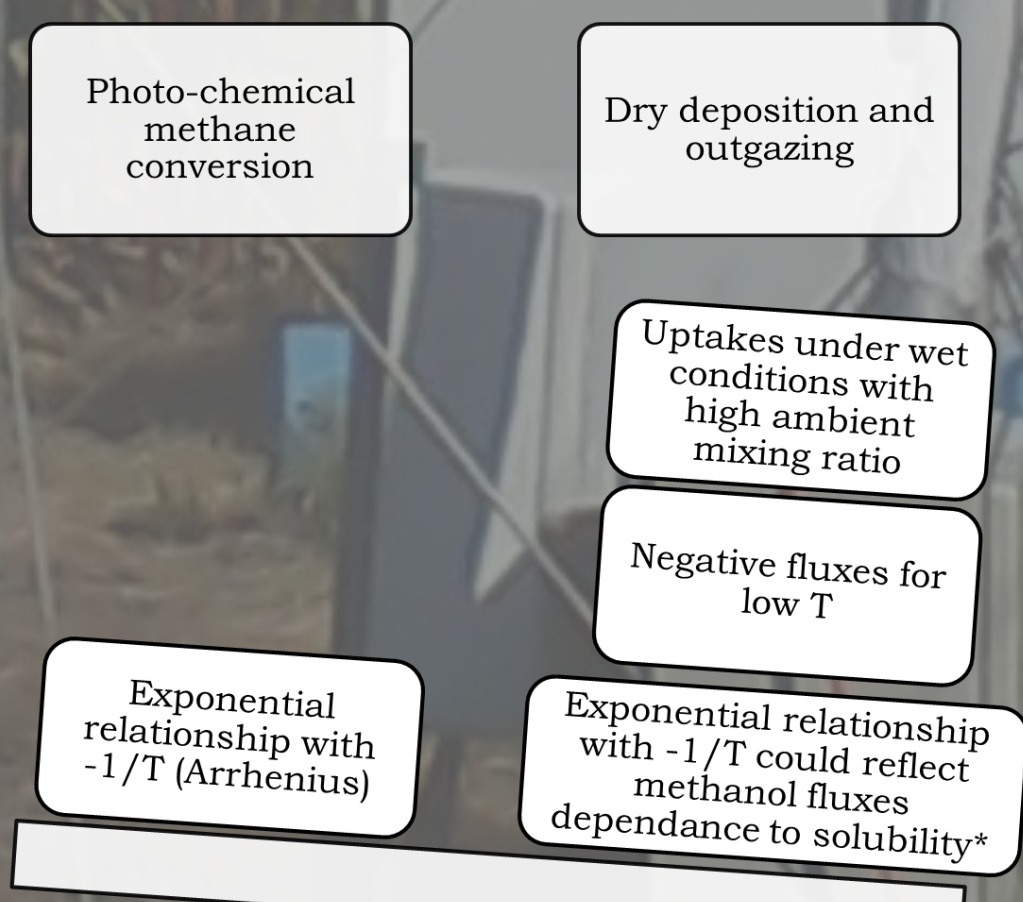 Photo-chemical
methane
conversion
Dry deposition and
outgazing
Uptakes under wet
conditions with
high ambient
mixing ratio
Negative fluxes for
low T
Exponential
relationship with
-1/T (Arrhenius)
Exponential relationship
with -1/T could reflect
methanol fluxes
dependance to solubility*